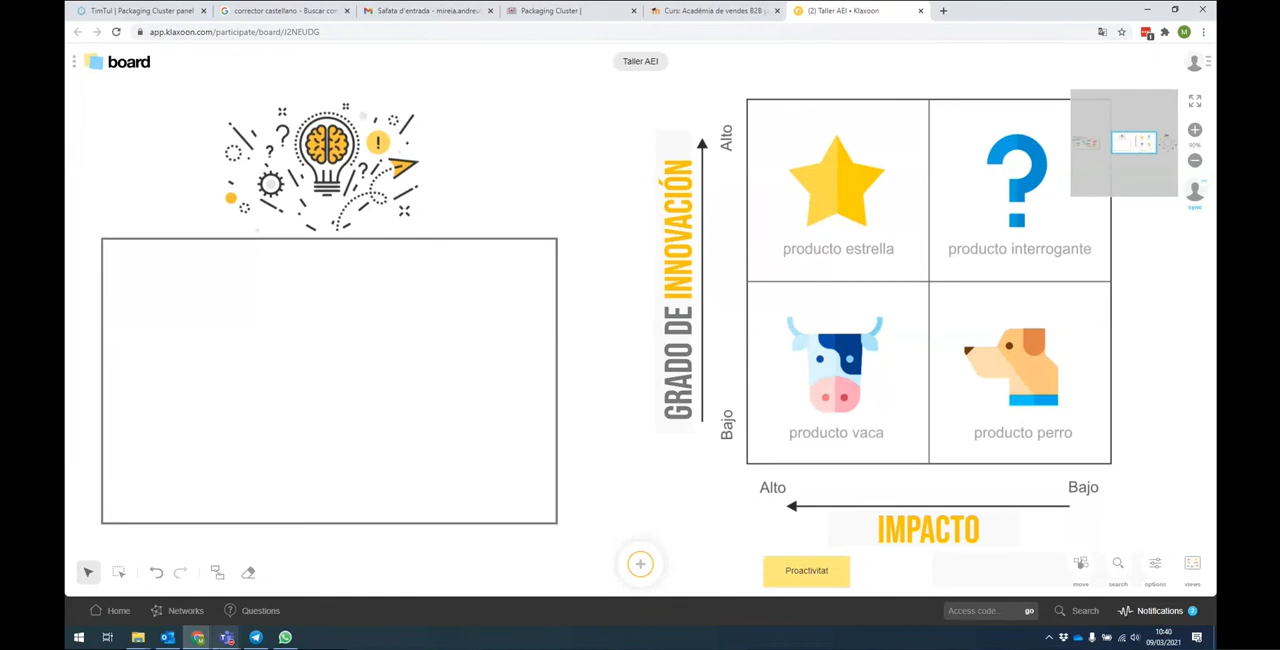 TimTul | Packaging Cluster panel
corrector castellano - Buscar con
Safata d'entrada - mireia.andreu
Packaging Cluster |
Curs: Acadèmia de vendes B2B
(2) Taller AEI • Klaxoon
app.klaxoon.com/participate/board/J2NEUDG
M
board
Taller AEI
GRADO DE INNOVACIÓN
Alto
Bajo
producto estrella
producto interrogante
producto vaca
producto perro
Alto
Bajo
IMPACTO
Proactivitat
sync
move
search
options
views
Home
Networks
Questions
Access code...
go
Search
Notifications
2
10:40
09/03/2021